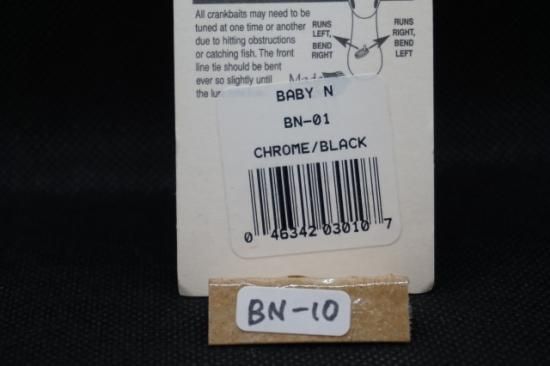 All crankbaits may need to be
tuned at one time or another
due to hitting obstructions
or catching fish. The front
line tie should be bent
ever so slightly until
the
RUNS
LEFT,
BEND
RIGHT
RUNS
RIGHT,
BEND
LEFT
Made
BABY N
BN-01
CHROME/BLACK
0 46342 03010 7
BN-10